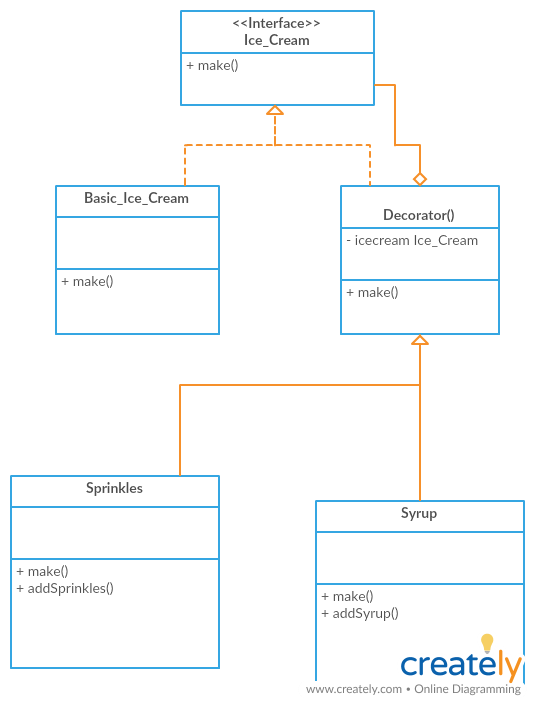 <<Interface>>
Ice_Cream
+ make()
Basic_Ice_Cream
+ make()
Decorator()
- icecream Ice_Cream
+ make()
Sprinkles
+ make()
+ addSprinkles()
Syrup
+ make()
+ addSyrup()
creately
www.creately.com • Online Diagramming